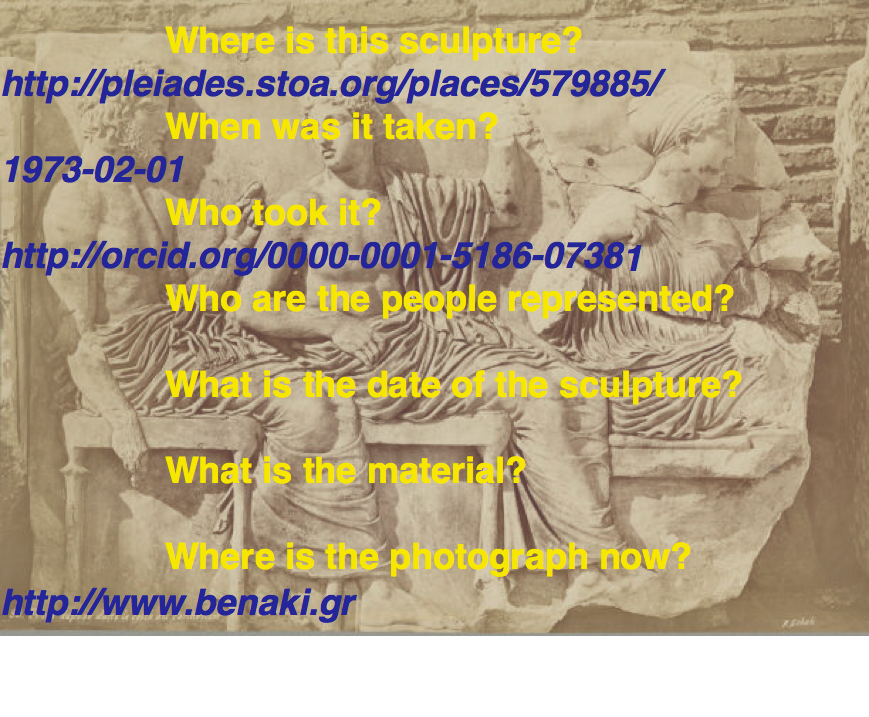 Where is this sculpture?
http://pleiades.stoa.org/places/579885/
When was it taken?
1973-02-01
Who took it?
http://orcid.org/0000-0001-5186-07381
Who are the people represented?
What is the date of the sculpture?
What is the material?
Where is the photograph now?
http://www.benaki.gr